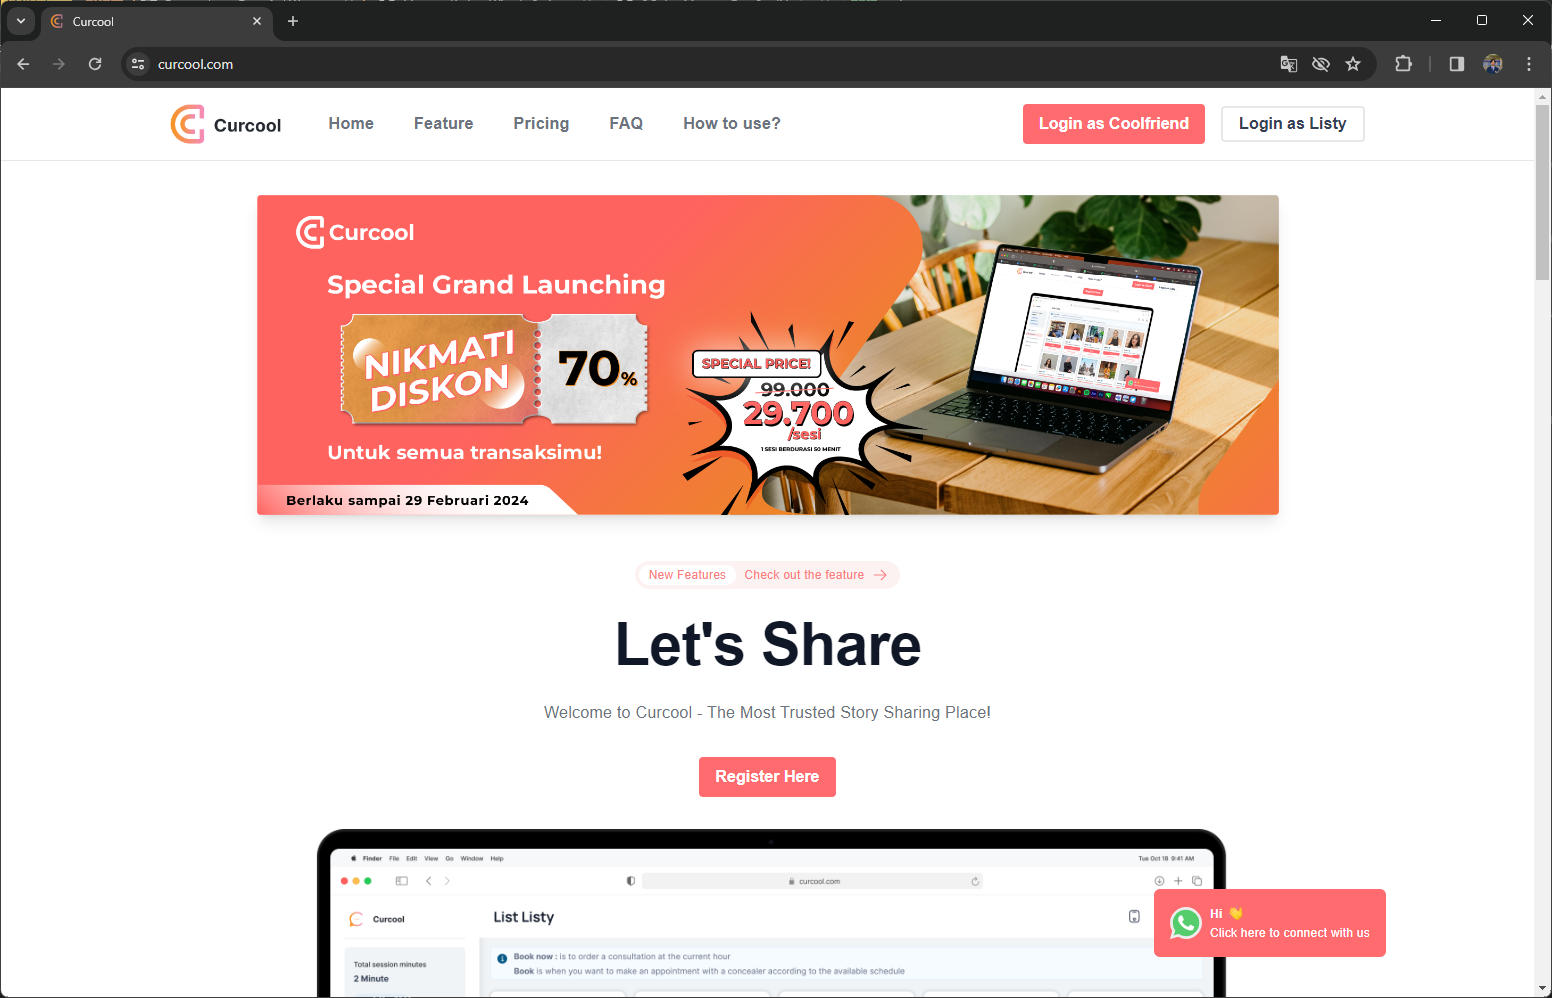 Curcool
curcool.com
Curcool
Home
Feature
Pricing
FAQ
How to use?
Login as Coolfriend
Login as Listy
Curcool
Special Grand Launching
NIKMATI
DISKON
70%
SPECIAL PRICE!
99.000
29.700
/sesi
1 SESI BERDURASI 50 MENIT
Untuk semua transaksimu!
Berlaku sampai 29 Februari 2024
New Features
Check out the feature
Let's Share
Welcome to Curcool - The Most Trusted Story Sharing Place!
Register Here
Finder File Edit View Go Window Help
Tue Oct 18 9:41 AM
curcool.com
Curcool
List Listy
Total session minutes
2 Minute
Book now : is to order a consultation at the current hour
Book is when you want to make an appointment with a concealer according to the available schedule
Hi 👋
Click here to connect with us